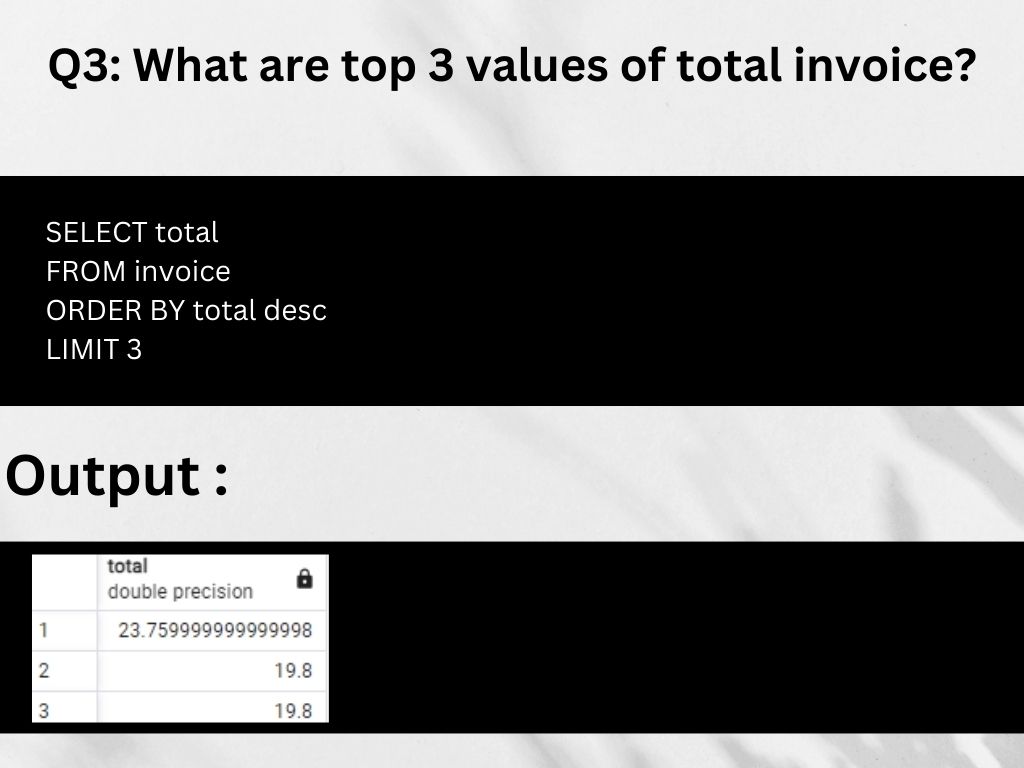 Q3: What are top 3 values of total invoice?
SELECT total
FROM invoice
ORDER BY total desc
LIMIT 3
Output :
total
double precision
1 23.759999999999998
2 19.8
3 19.8